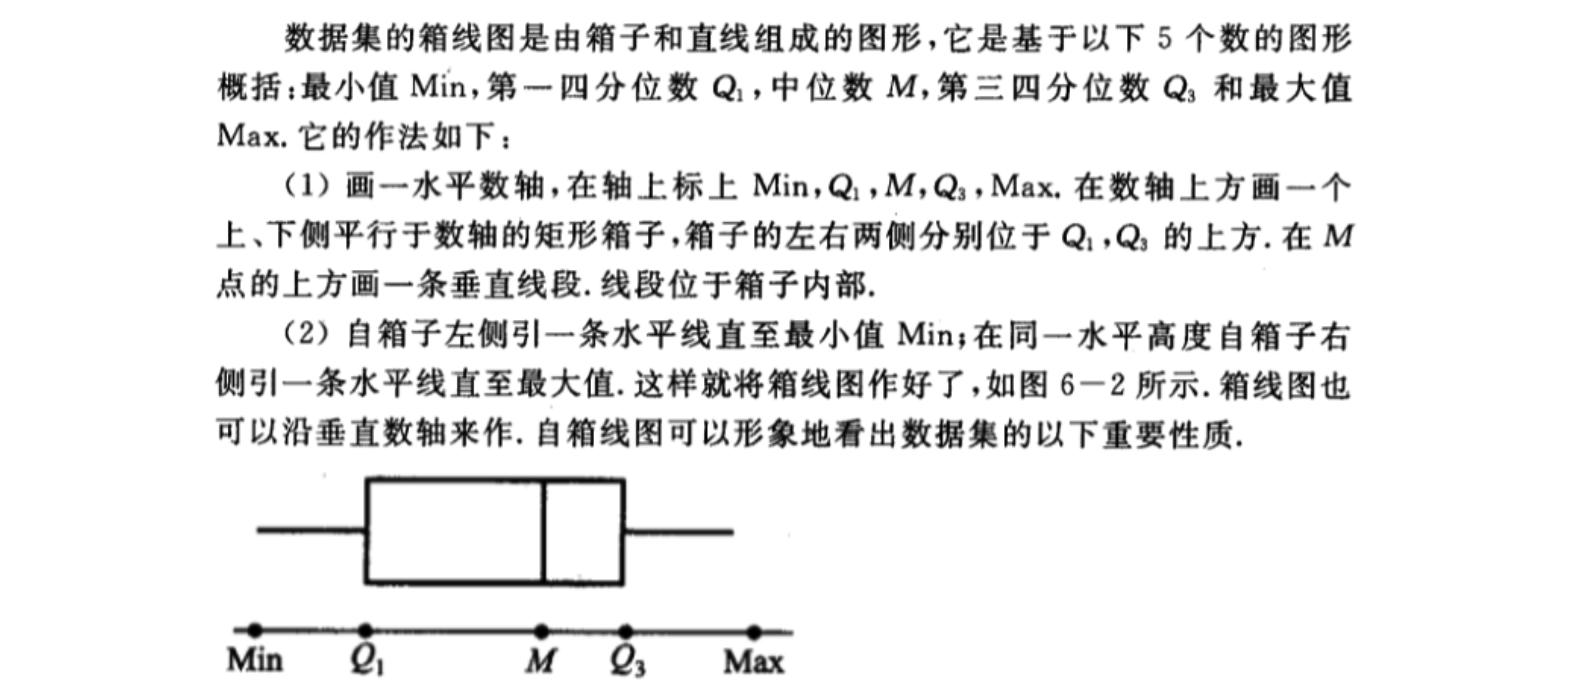 数据集的箱线图是由箱子和直线组成的图形,它是基于以下 5 个数的图形
概括:最小值 Min,第一四分位数 Q₁,中位数 M,第三四分位数 Q₃ 和最大值
Max. 它的作法如下:
(1) 画一水平数轴,在轴上标上 Min,Q₁,M,Q₃,Max. 在数轴上方画一个
上、下侧平行于数轴的矩形箱子,箱子的左右两侧分别位于 Q₁,Q₃ 的上方. 在 M
点的上方画一条垂直线段. 线段位于箱子内部.
(2) 自箱子左侧引一条水平线直至最小值 Min;在同一水平高度自箱子右
侧引一条水平线直至最大值. 这样就将箱线图作好了,如图 6-2 所示. 箱线图也
可以沿垂直数轴来作. 自箱线图可以形象地看出数据集的以下重要性质.
Min Q₁ M Q₃ Max